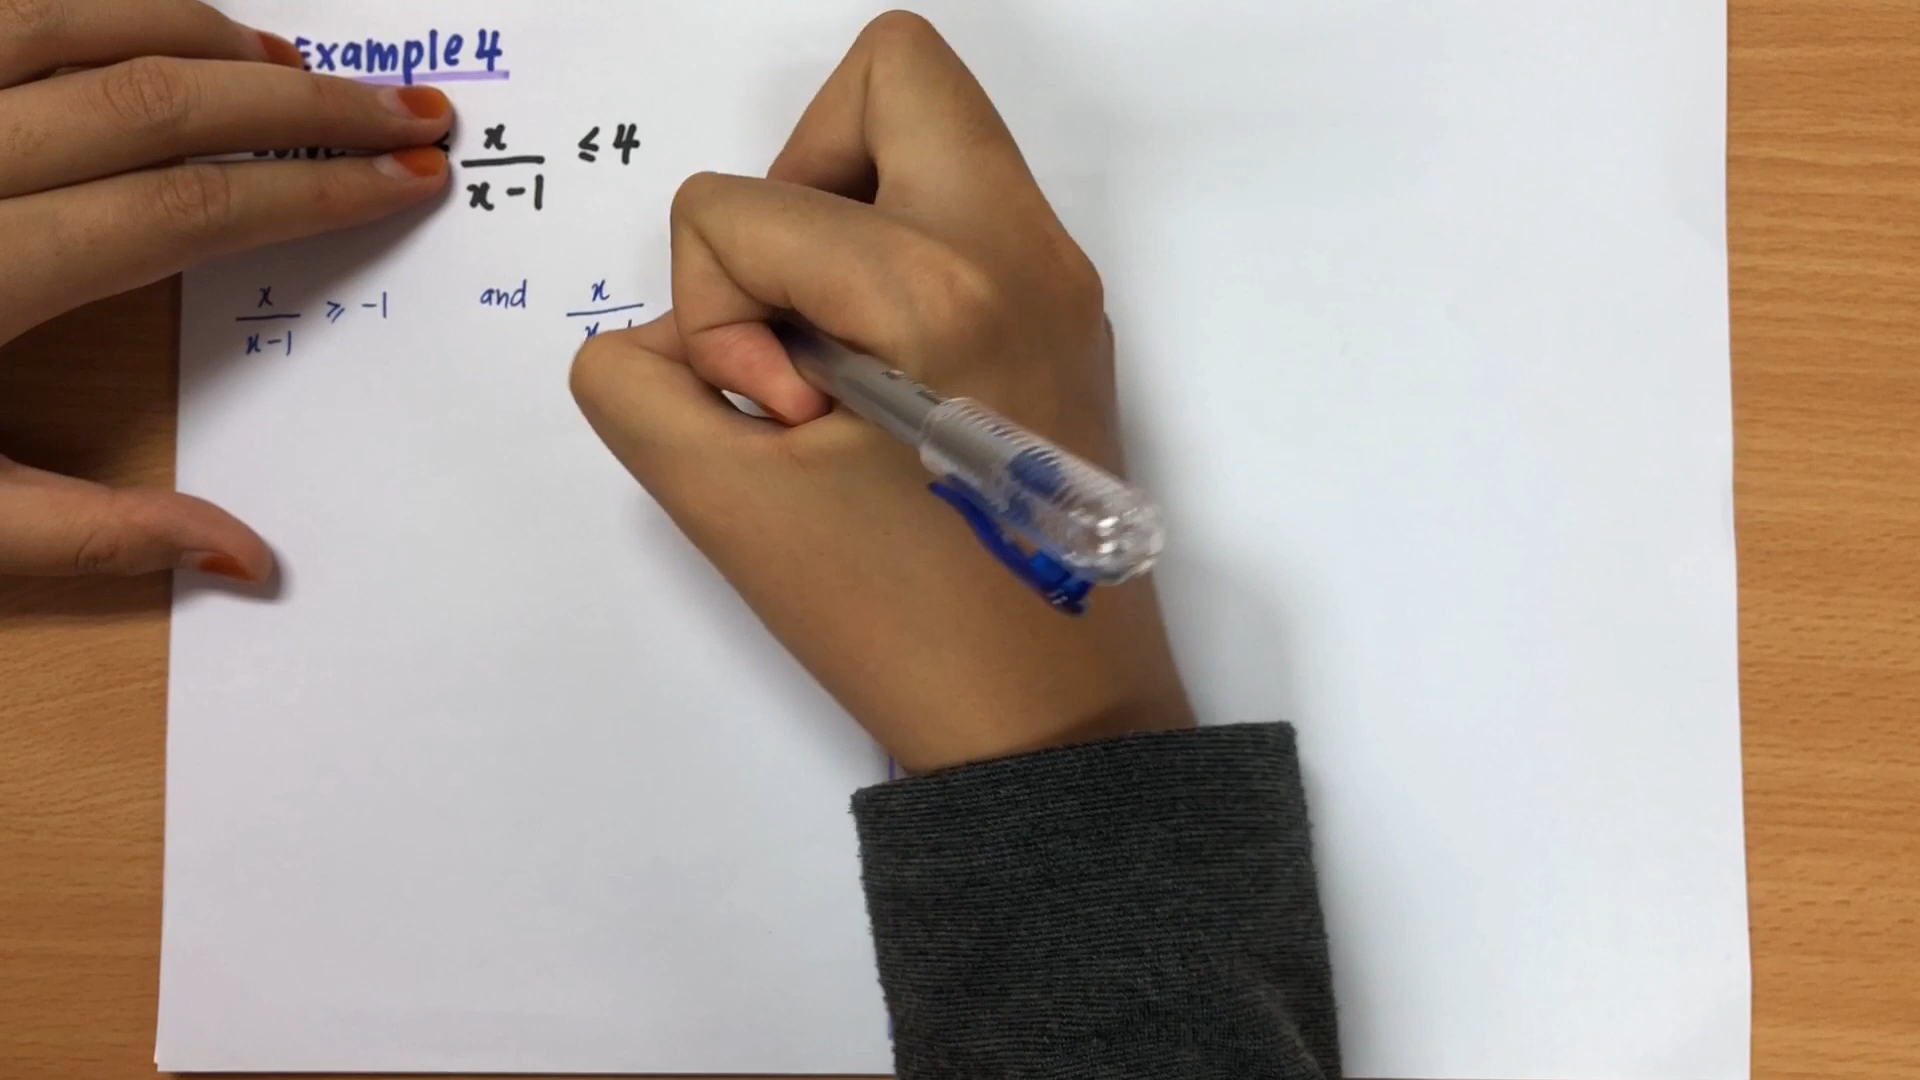 Example 4
x/(x-1) ≤ 4
x/(x-1) ≥ -1 and x